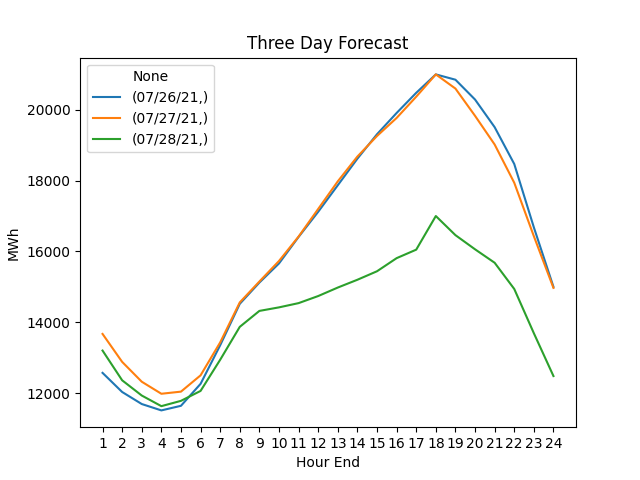 Three Day Forecast
None
(07/26/21,)
(07/27/21,)
(07/28/21,)
MWh
20000
18000
16000
14000
12000
1 2 3 4 5 6 7 8 9 10 11 12 13 14 15 16 17 18 19 20 21 22 23 24
Hour End